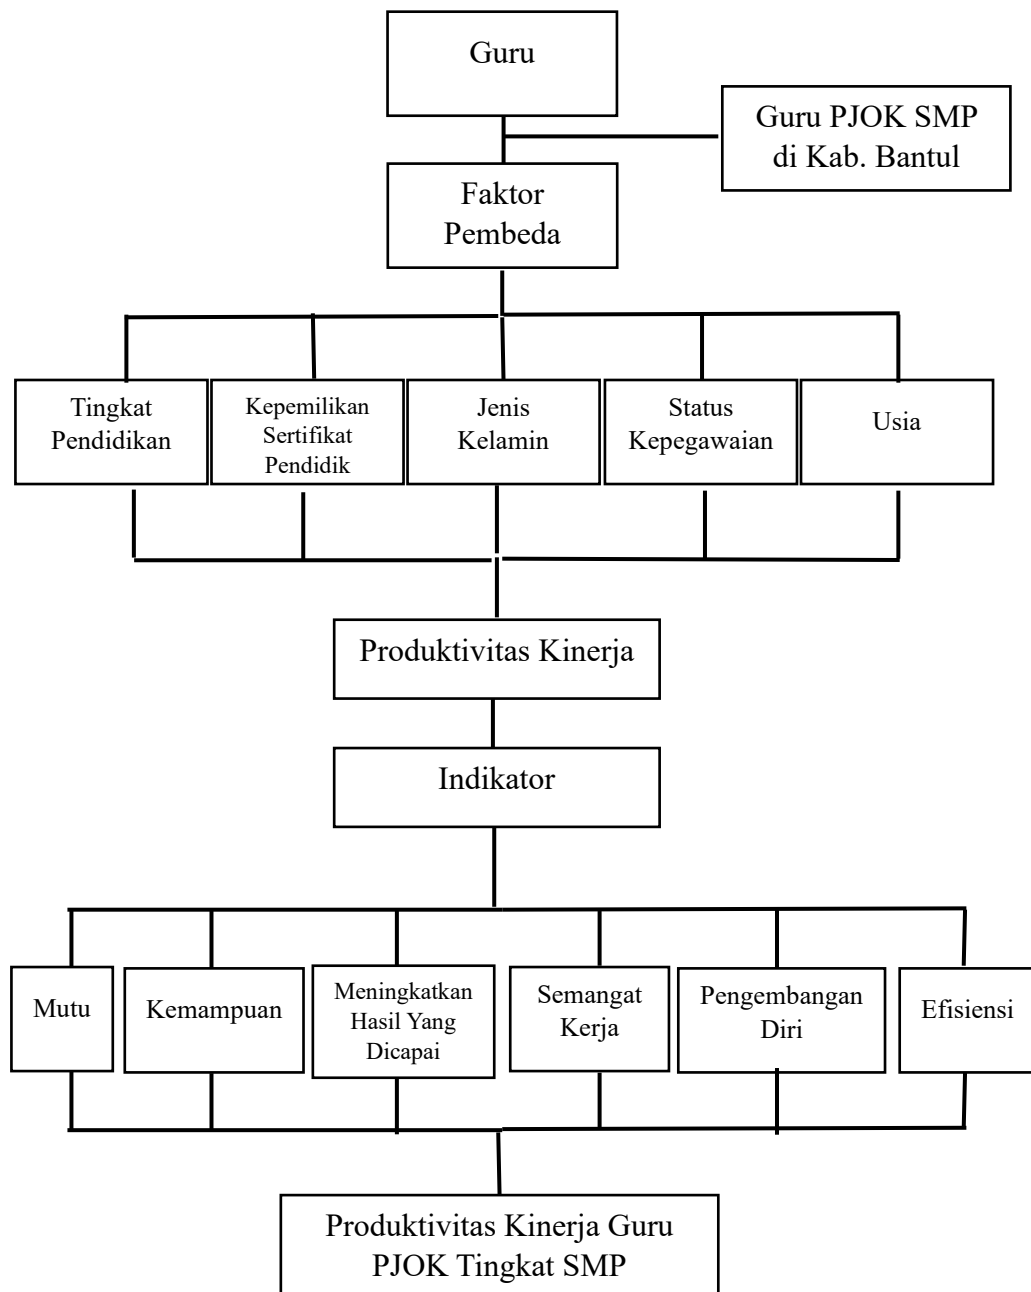 Guru
Guru PJOK SMP
di Kab. Bantul
Faktor
Pembeda
Tingkat
Pendidikan
Kepemilikan
Sertifikat
Pendidik
Jenis
Kelamin
Status
Kepegawaian
Usia
Produktivitas Kinerja
Indikator
Mutu
Kemampuan
Meningkatkan
Hasil Yang
Dicapai
Semangat
Kerja
Pengembangan
Diri
Efisiensi
Produktivitas Kinerja Guru
PJOK Tingkat SMP